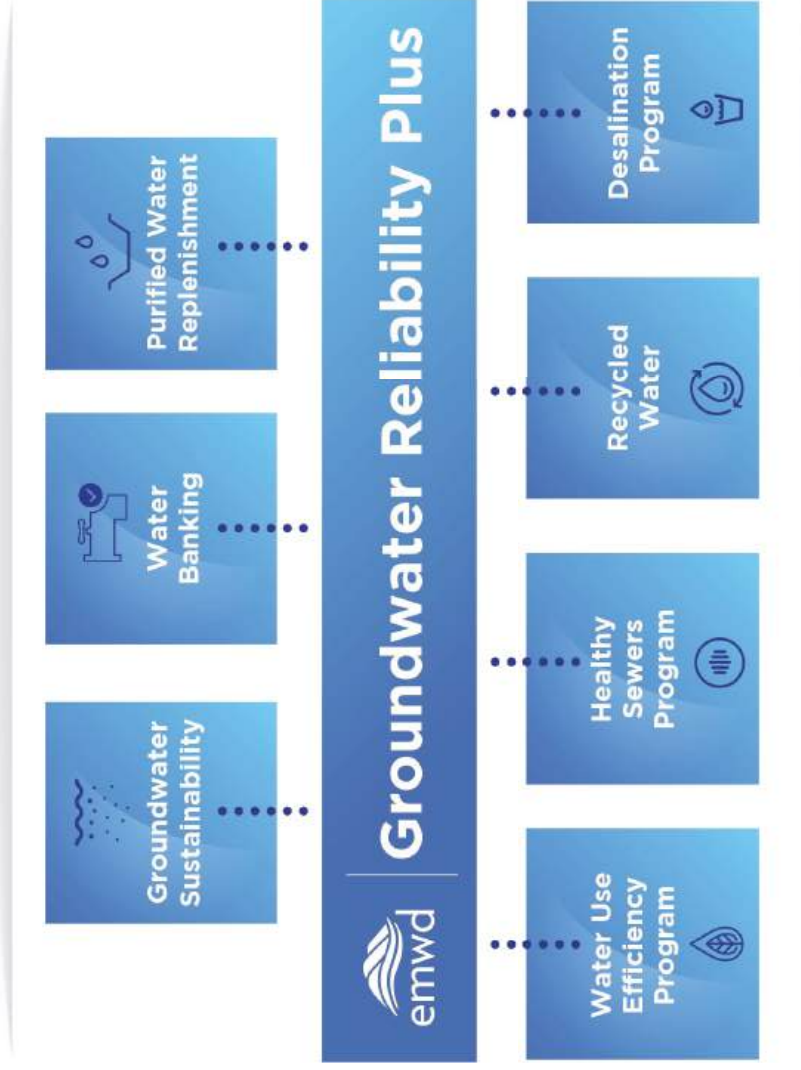 Groundwater
Sustainability
Water
Banking
Purified Water
Replenishment
emwd
Groundwater Reliability Plus
Water Use
Efficiency
Program
Healthy
Sewers
Program
Recycled
Water
Desalination
Program